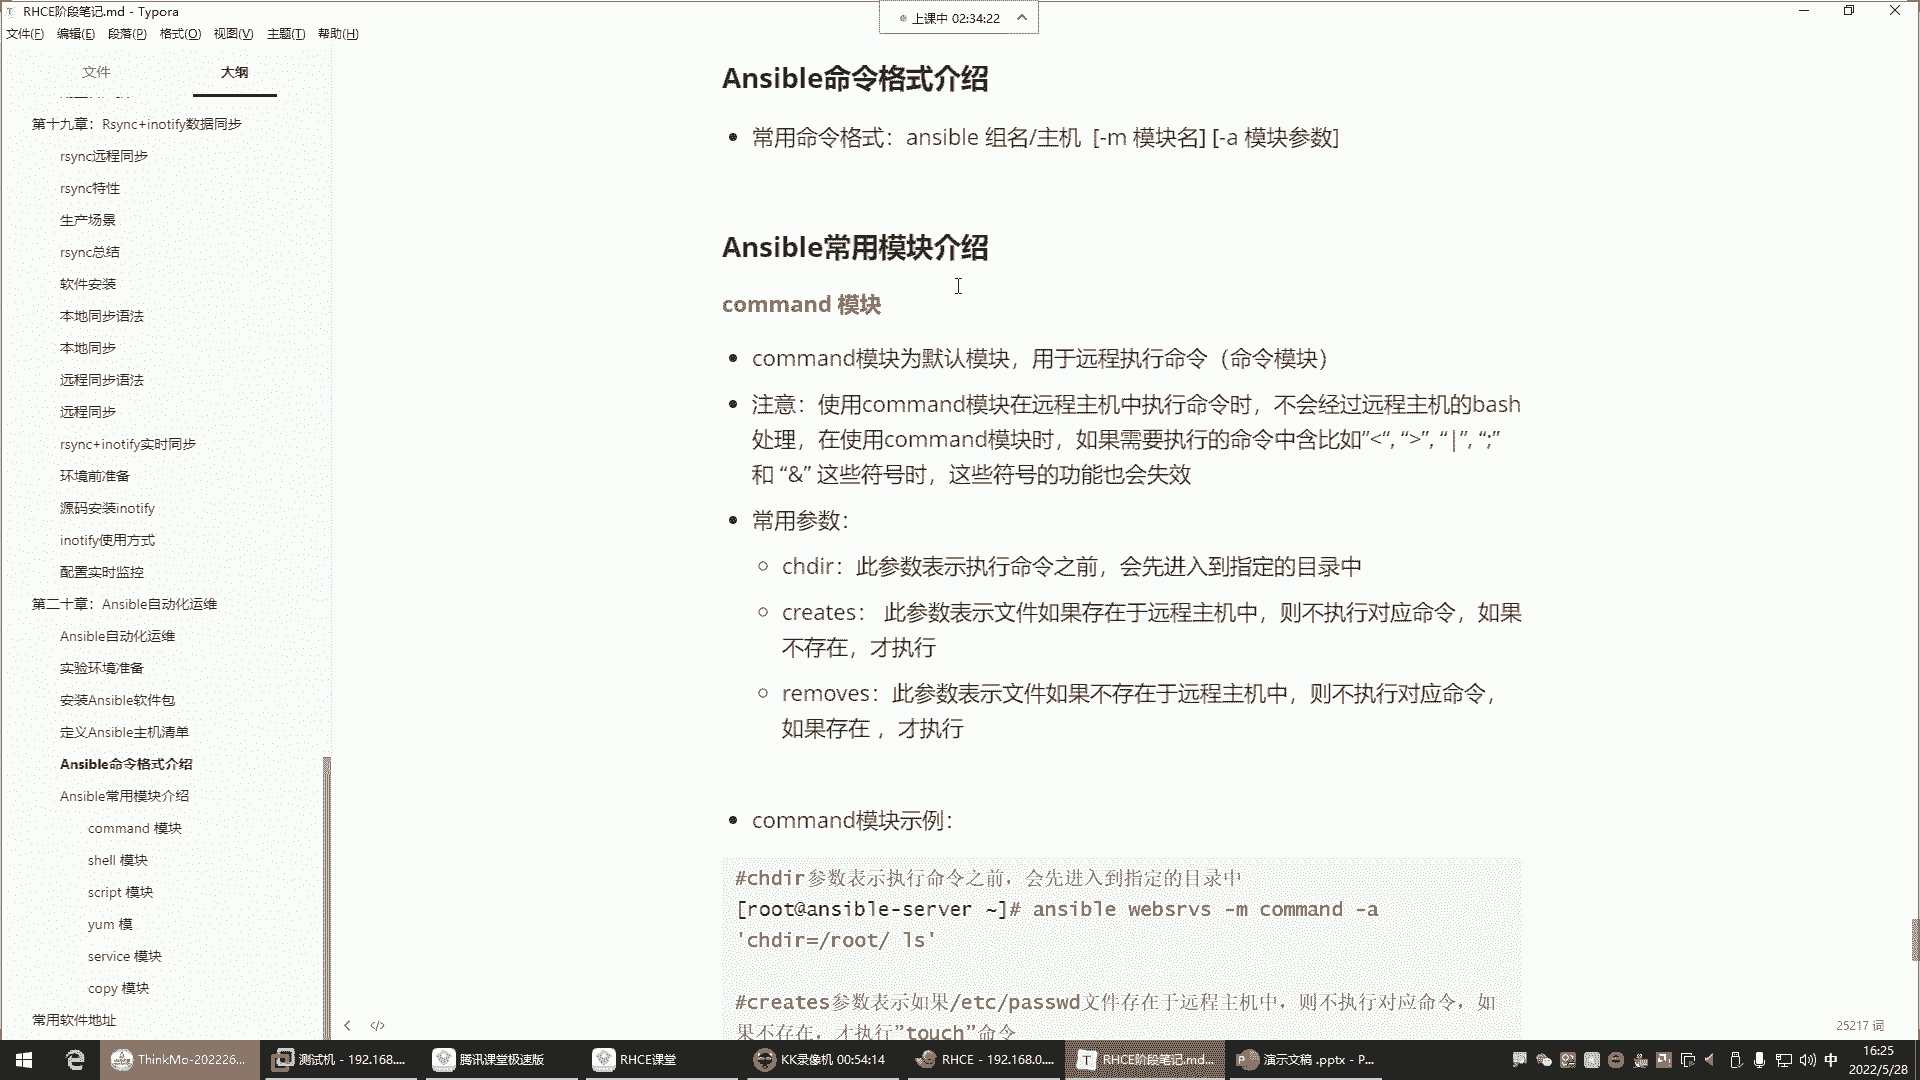 RHCE阶段笔记.md - Typora
上课中 02:34:22
文件(F) 编辑(E) 段落(P) 格式(O) 视图(V) 主题(T) 帮助(H)
文件 大纲
第十九章：Rsync+inotify数据同步
rsync远程同步
rsync特性
生产场景
rsync总结
软件安装
本地同步语法
本地同步
远程同步语法
远程同步
rsync+inotify实时同步
环境前准备
源码安装inotify
inotify使用方式
配置实时监控
第二十章：Ansible自动化运维
Ansible自动化运维
实验环境准备
安装Ansible软件包
定义Ansible主机清单
Ansible命令格式介绍
Ansible常用模块介绍
command 模块
shell 模块
script 模块
yum 模
service 模块
copy 模块
常用软件地址
Ansible命令格式介绍
常用命令格式：ansible 组名/主机 [-m 模块名] [-a 模块参数]
Ansible常用模块介绍
command 模块
command模块为默认模块，用于远程执行命令（命令模块）
注意：使用command模块在远程主机中执行命令时，不会经过远程主机的bash
处理，在使用command模块时，如果需要执行的命令中含比如”<“, “>”, “|”, “;”
和 “&” 这些符号时，这些符号的功能也会失效
常用参数：
chdir：此参数表示执行命令之前，会先进入到指定的目录中
creates： 此参数表示文件如果存在于远程主机中，则不执行对应命令，如果
不存在，才执行
removes：此参数表示文件如果不存在于远程主机中，则不执行对应命令，
如果存在 ，才执行
command模块示例：
#chdir参数表示执行命令之前，会先进入到指定的目录中
[root@ansible-server ~]# ansible websrvs -m command -a
'chdir=/root/ ls'
#creates参数表示如果/etc/passwd文件存在于远程主机中，则不执行对应命令，如
果不存在，才执行”touch”命令
25217 词
ThinkMo-202226... 测试机 - 192.168.... 腾讯课堂极速版 RHCE课堂 KK录像机 00:54:14 RHCE - 192.168.0.... RHCE阶段笔记.md... 演示文稿 .pptx - P... 中 16:25
2022/5/28